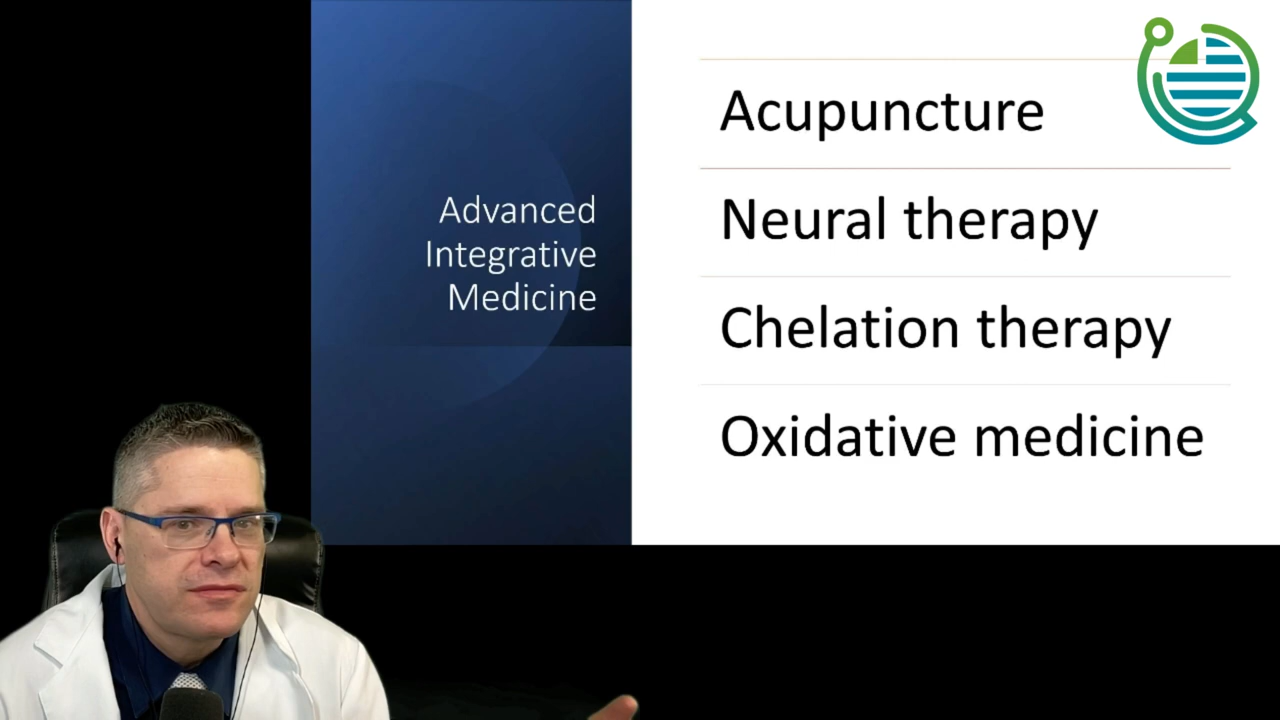 Advanced
Integrative
Medicine
Acupuncture
Neural therapy
Chelation therapy
Oxidative medicine